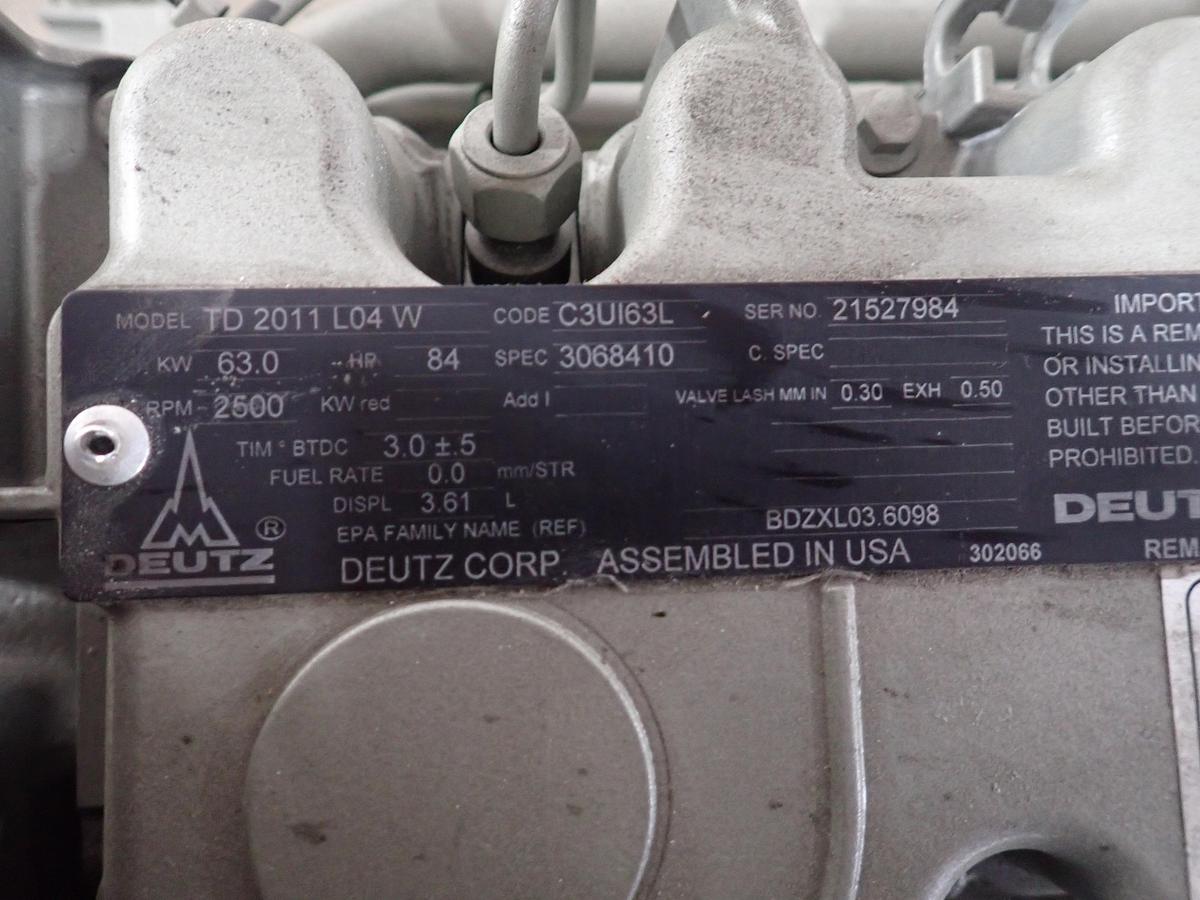 MODEL TD 2011 L04 W CODE C3UI63L SER NO. 21527984
KW 63.0 HP 84 SPEC 3068410 C. SPEC
RPM 2500 KW red Add I VALVE LASH MM IN 0.30 EXH 0.50
TIM ° BTDC 3.0 ±.5
FUEL RATE 0.0 mm/STR
DISPL 3.61 L
EPA FAMILY NAME (REF) BDZXL03.6098
DEUTZ ®
DEUTZ CORP. ASSEMBLED IN USA 302066
IMPORT
THIS IS A REM
OR INSTALLIN
OTHER THAN
BUILT BEFOR
PROHIBITED.
DEUT
REM